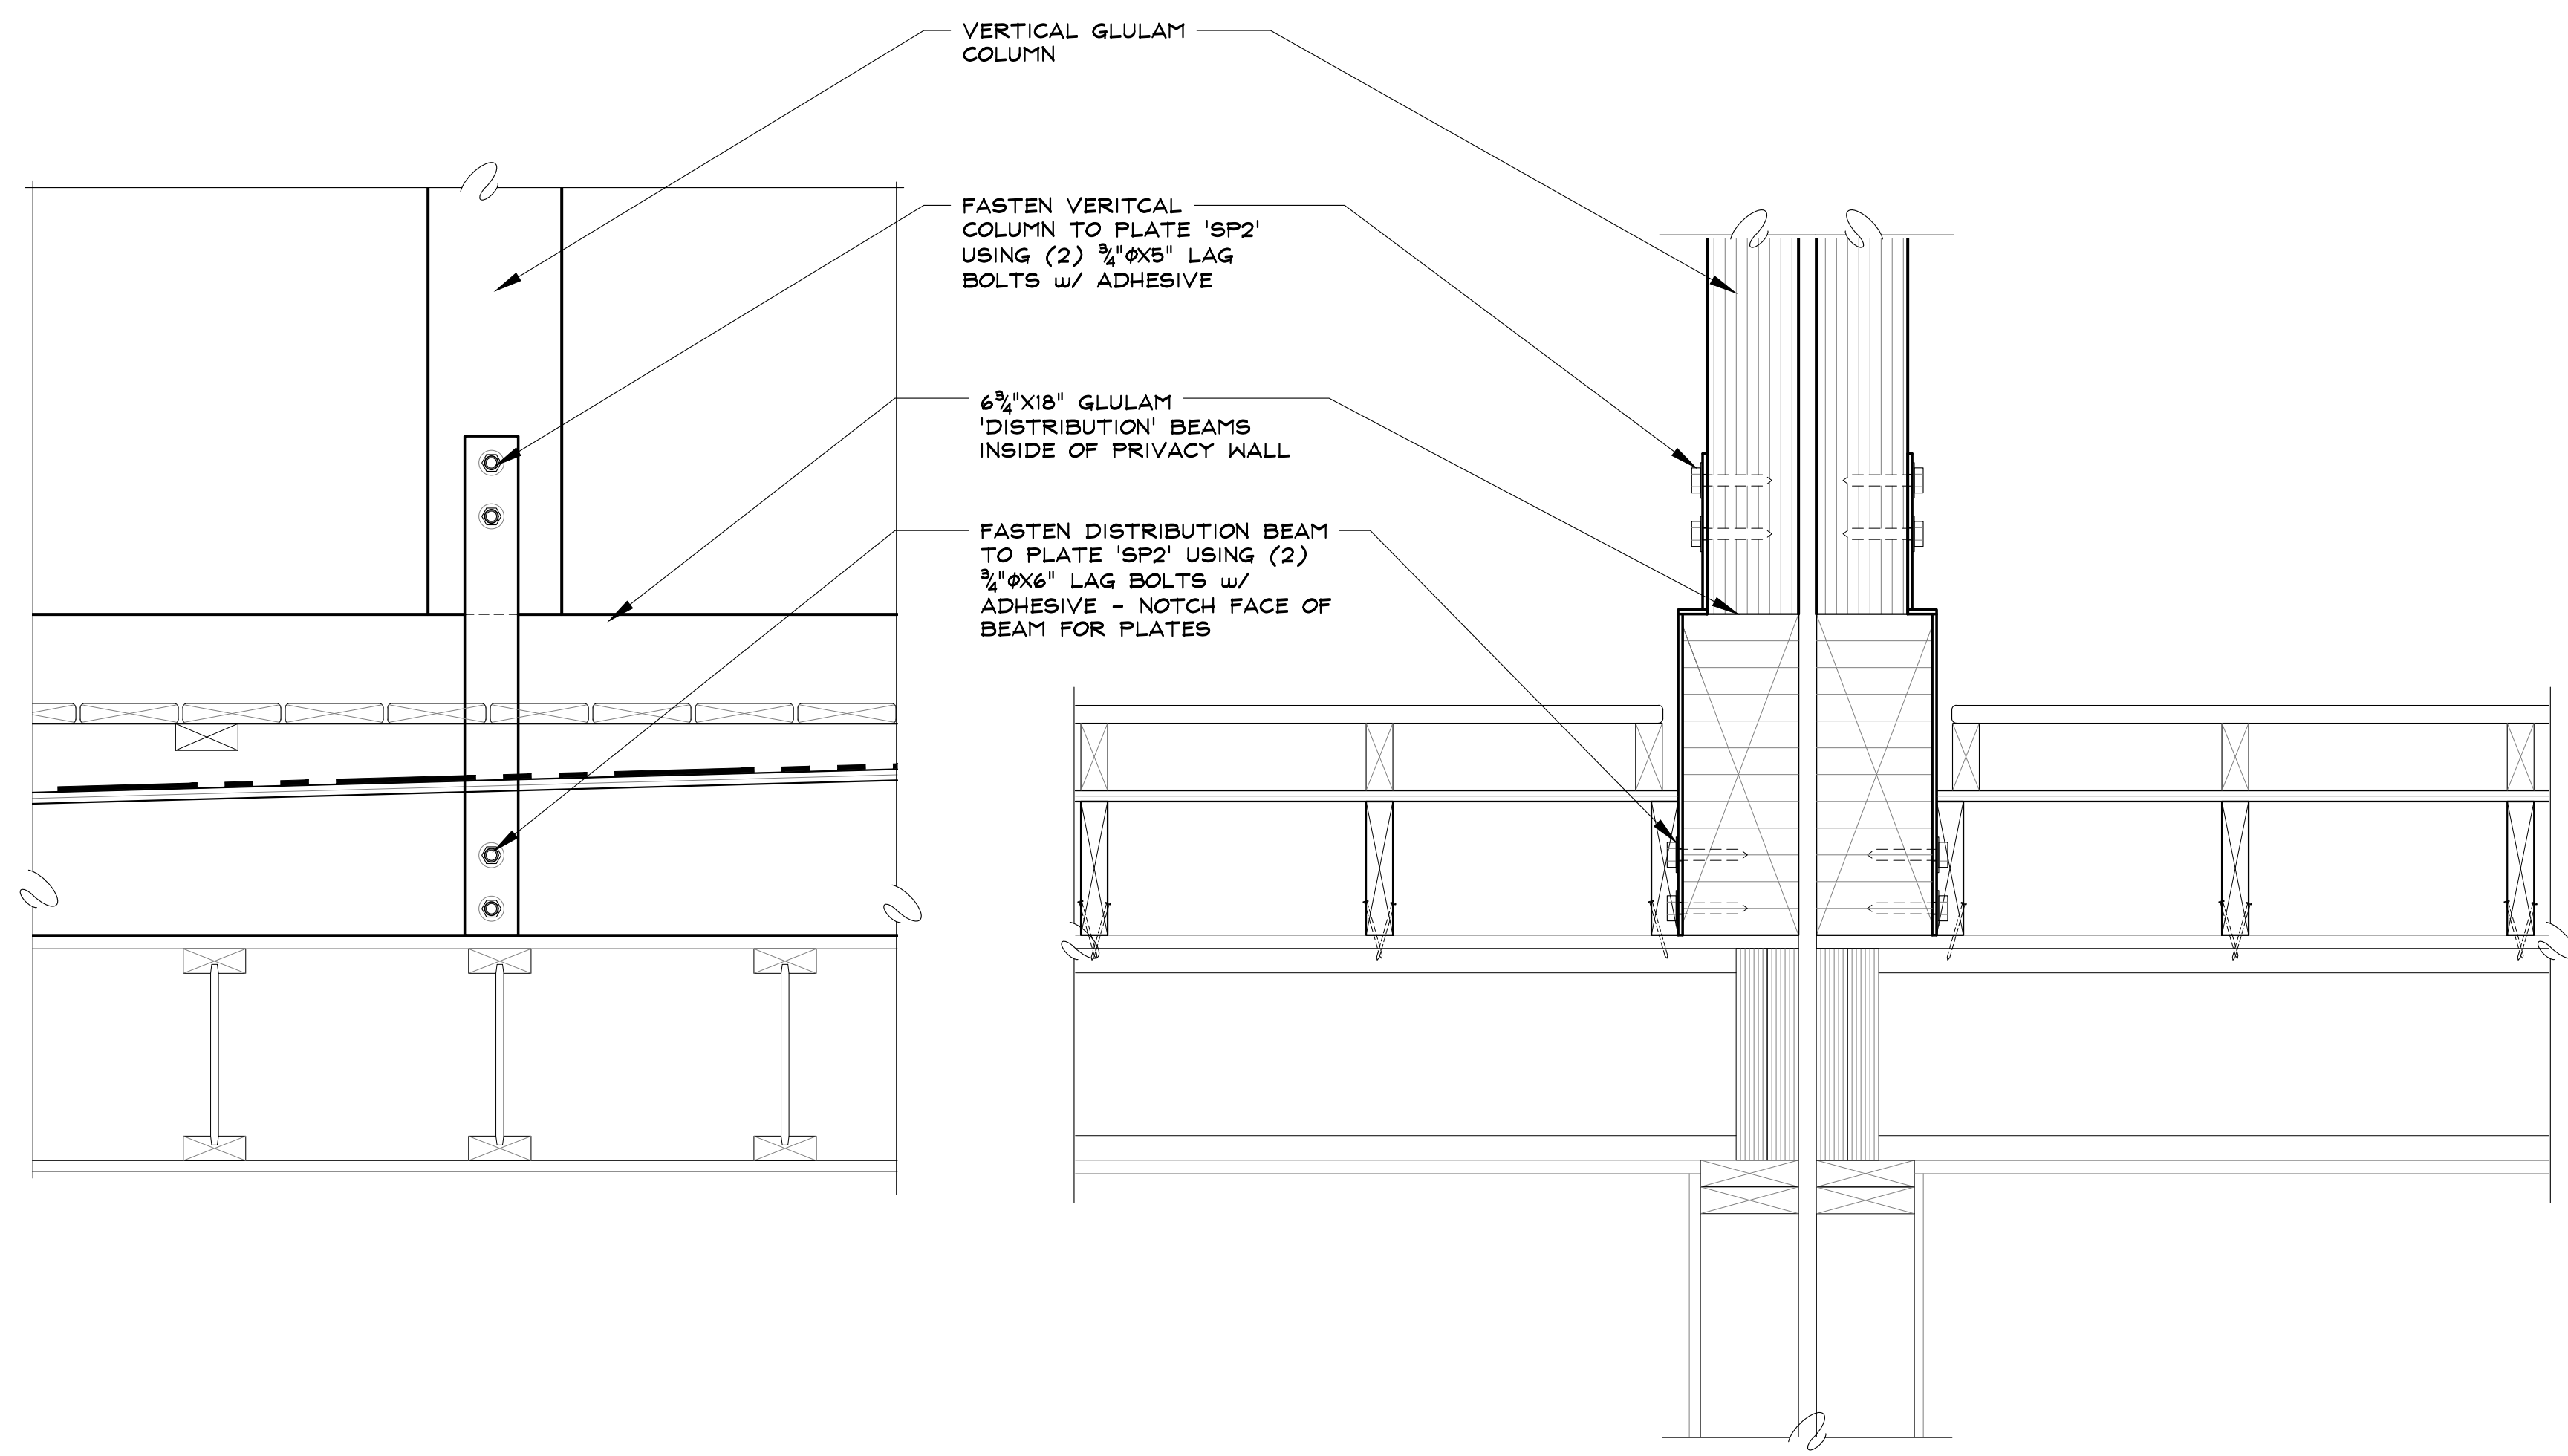 VERTICAL GLULAM
COLUMN
FASTEN VERITCAL
COLUMN TO PLATE 'SP2'
USING (2) ¾"ΦX5" LAG
BOLTS w/ ADHESIVE
6¾"X18" GLULAM
'DISTRIBUTION' BEAMS
INSIDE OF PRIVACY WALL
FASTEN DISTRIBUTION BEAM
TO PLATE 'SP2' USING (2)
¾"ΦX6" LAG BOLTS w/
ADHESIVE - NOTCH FACE OF
BEAM FOR PLATES